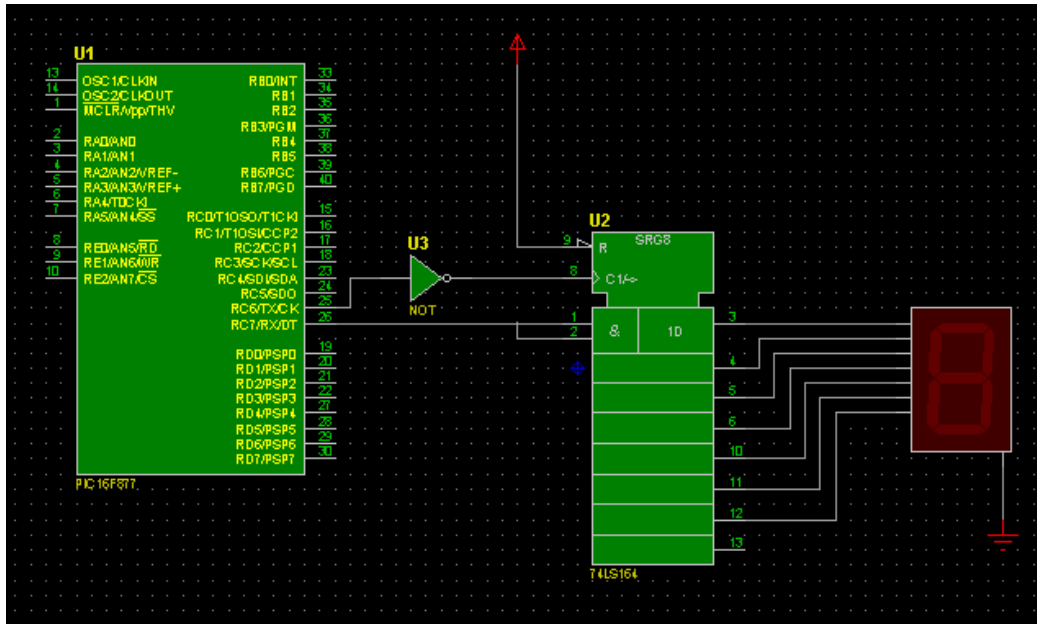 U1
13 OSC1/CLKIN
14 OSC2/CLKOUT
1 MCLR/Vpp/THV
2 RA0/AN0
3 RA1/AN1
4 RA2/AN2/VREF-
5 RA3/AN3/VREF+
6 RA4/T0CKI
7 RA5/AN4/SS
8 RE0/AN5/RD
9 RE1/AN6/WR
10 RE2/AN7/CS
RB0/INT 33
RB1 34
RB2 35
RB3/PGM 36
RB4 37
RB5 38
RB6/PGC 39
RB7/PGD 40
RC0/T1OSO/T1CKI 15
RC1/T1OSI/CCP2 16
RC2/CCP1 17
RC3/SCK/SCL 18
RC4/SDI/SDA 23
RC5/SDO 24
RC6/TX/CK 25
RC7/RX/DT 26
RD0/PSP0 19
RD1/PSP1 20
RD2/PSP2 21
RD3/PSP3 22
RD4/PSP4 27
RD5/PSP5 28
RD6/PSP6 29
RD7/PSP7 30
PIC16F877
U3
NOT
U2
SRG8
9 R
8 C1/->
1
2
& 1D
3
4
5
6
10
11
12
13
74LS164